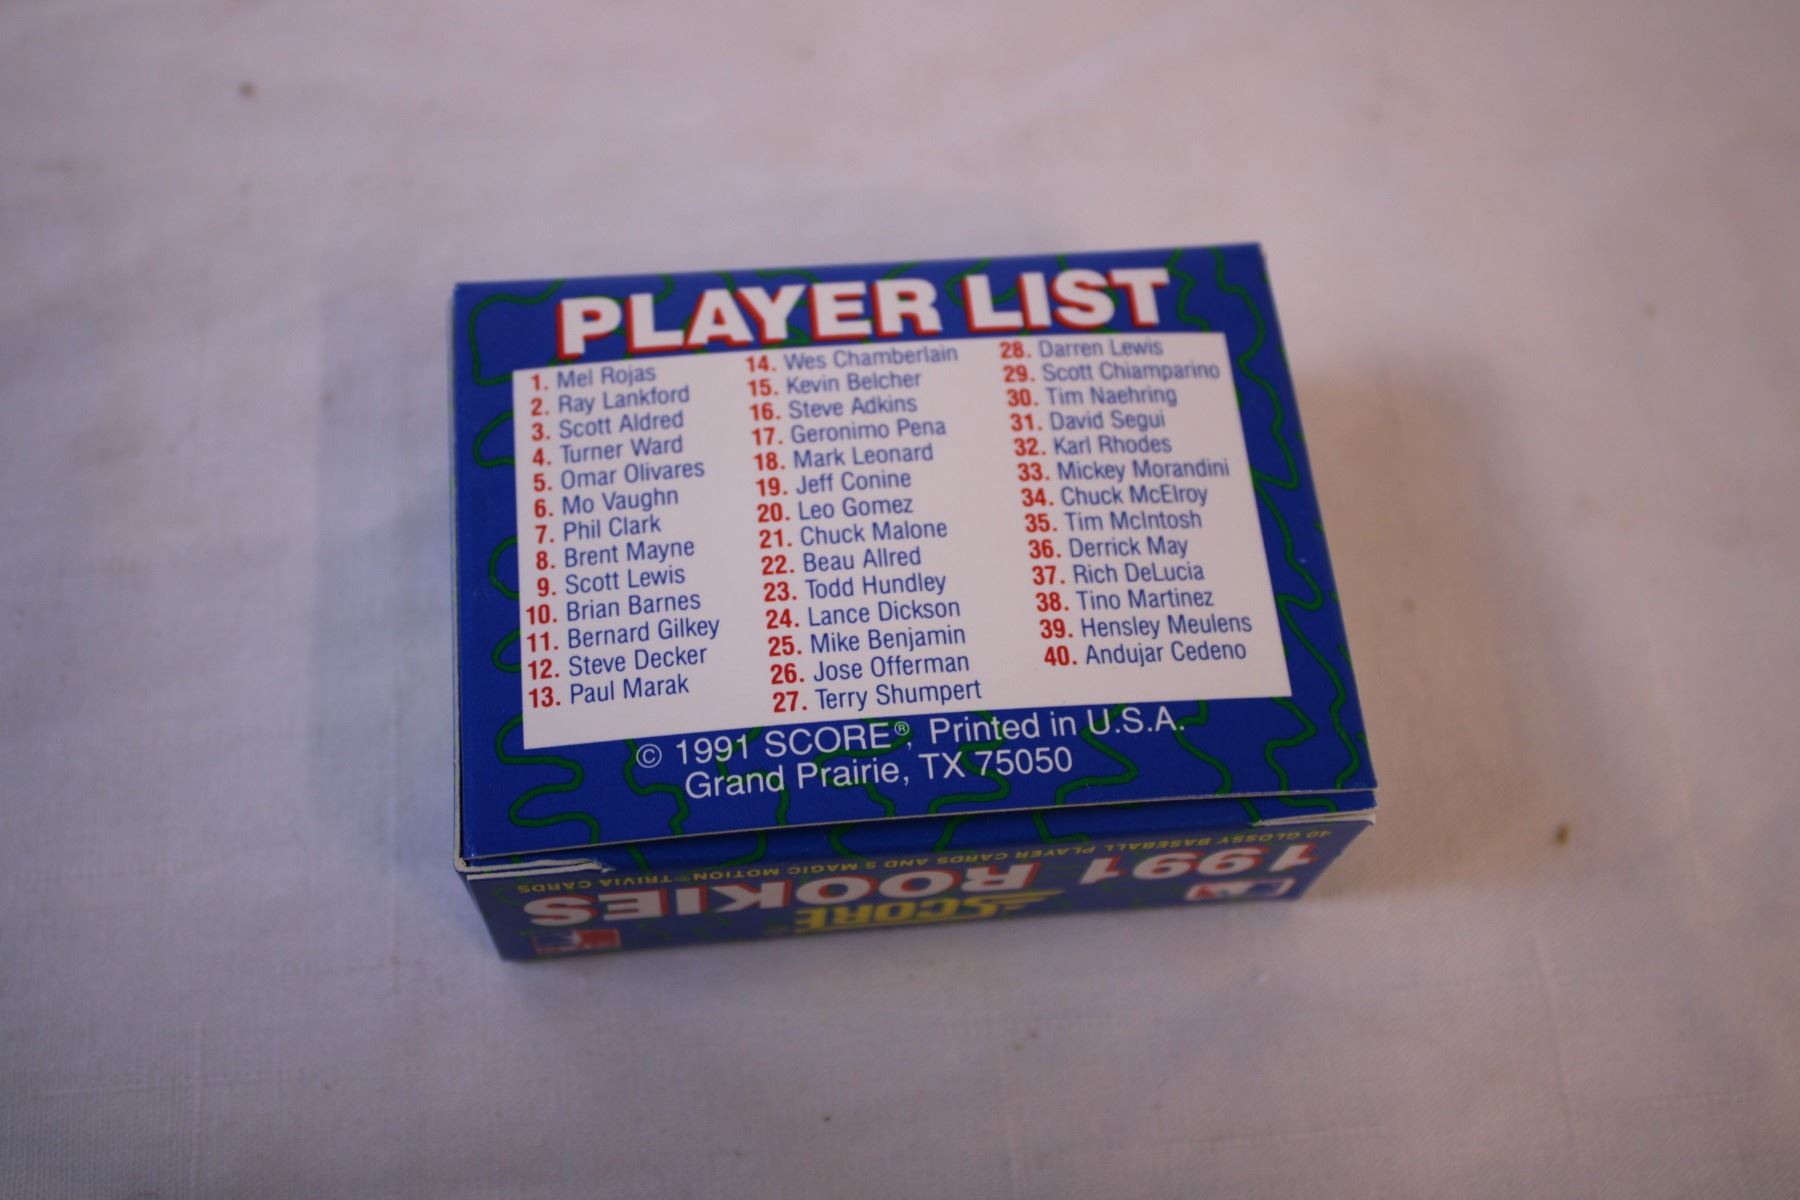 PLAYER LIST
1. Mel Rojas
2. Ray Lankford
3. Scott Aldred
4. Turner Ward
5. Omar Olivares
6. Mo Vaughn
7. Phil Clark
8. Brent Mayne
9. Scott Lewis
10. Brian Barnes
11. Bernard Gilkey
12. Steve Decker
13. Paul Marak
14. Wes Chamberlain
15. Kevin Belcher
16. Steve Adkins
17. Geronimo Pena
18. Mark Leonard
19. Jeff Conine
20. Leo Gomez
21. Chuck Malone
22. Beau Allred
23. Todd Hundley
24. Lance Dickson
25. Mike Benjamin
26. Jose Offerman
27. Terry Shumpert
28. Darren Lewis
29. Scott Chiamparino
30. Tim Naehring
31. David Segui
32. Karl Rhodes
33. Mickey Morandini
34. Chuck McElroy
35. Tim McIntosh
36. Derrick May
37. Rich DeLucia
38. Tino Martinez
39. Hensley Meulens
40. Andujar Cedeno
© 1991 SCORE®, Printed in U.S.A.
Grand Prairie, TX 75050
SCORE®
1991 ROOKIES
40 GLOSSY BASEBALL PLAYER CARDS AND 5 MAGIC MOTION® TRIVIA CARDS